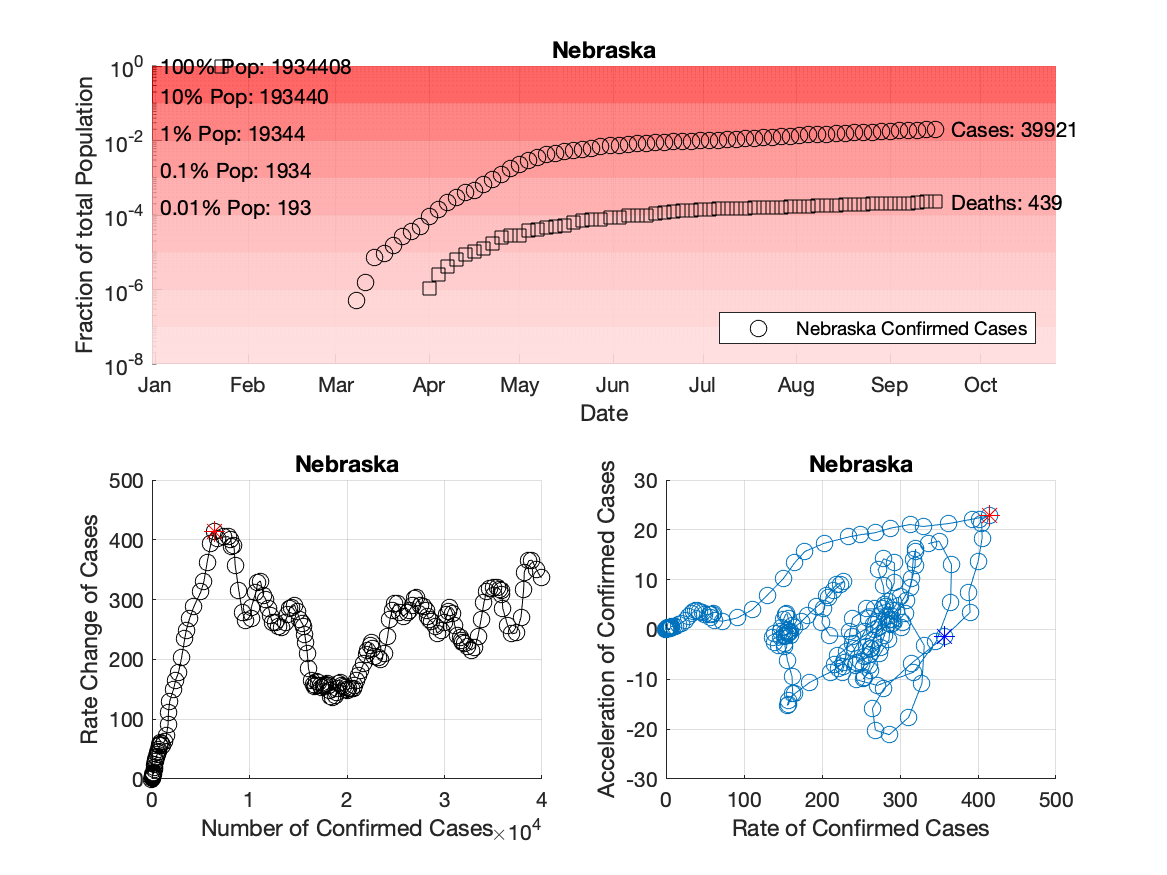 Nebraska
10^0
10^-2
10^-4
10^-6
10^-8
Fraction of total Population
100% Pop: 1934408
10% Pop: 193440
1% Pop: 19344
0.1% Pop: 1934
0.01% Pop: 193
Cases: 39921
Deaths: 439
Nebraska Confirmed Cases
Jan Feb Mar Apr May Jun Jul Aug Sep Oct
Date
Nebraska
500
400
300
200
100
0
Rate Change of Cases
0 1 2 3 4
Number of Confirmed Cases ×10^4
Nebraska
30
20
10
0
-10
-20
-30
Acceleration of Confirmed Cases
0 100 200 300 400 500
Rate of Confirmed Cases